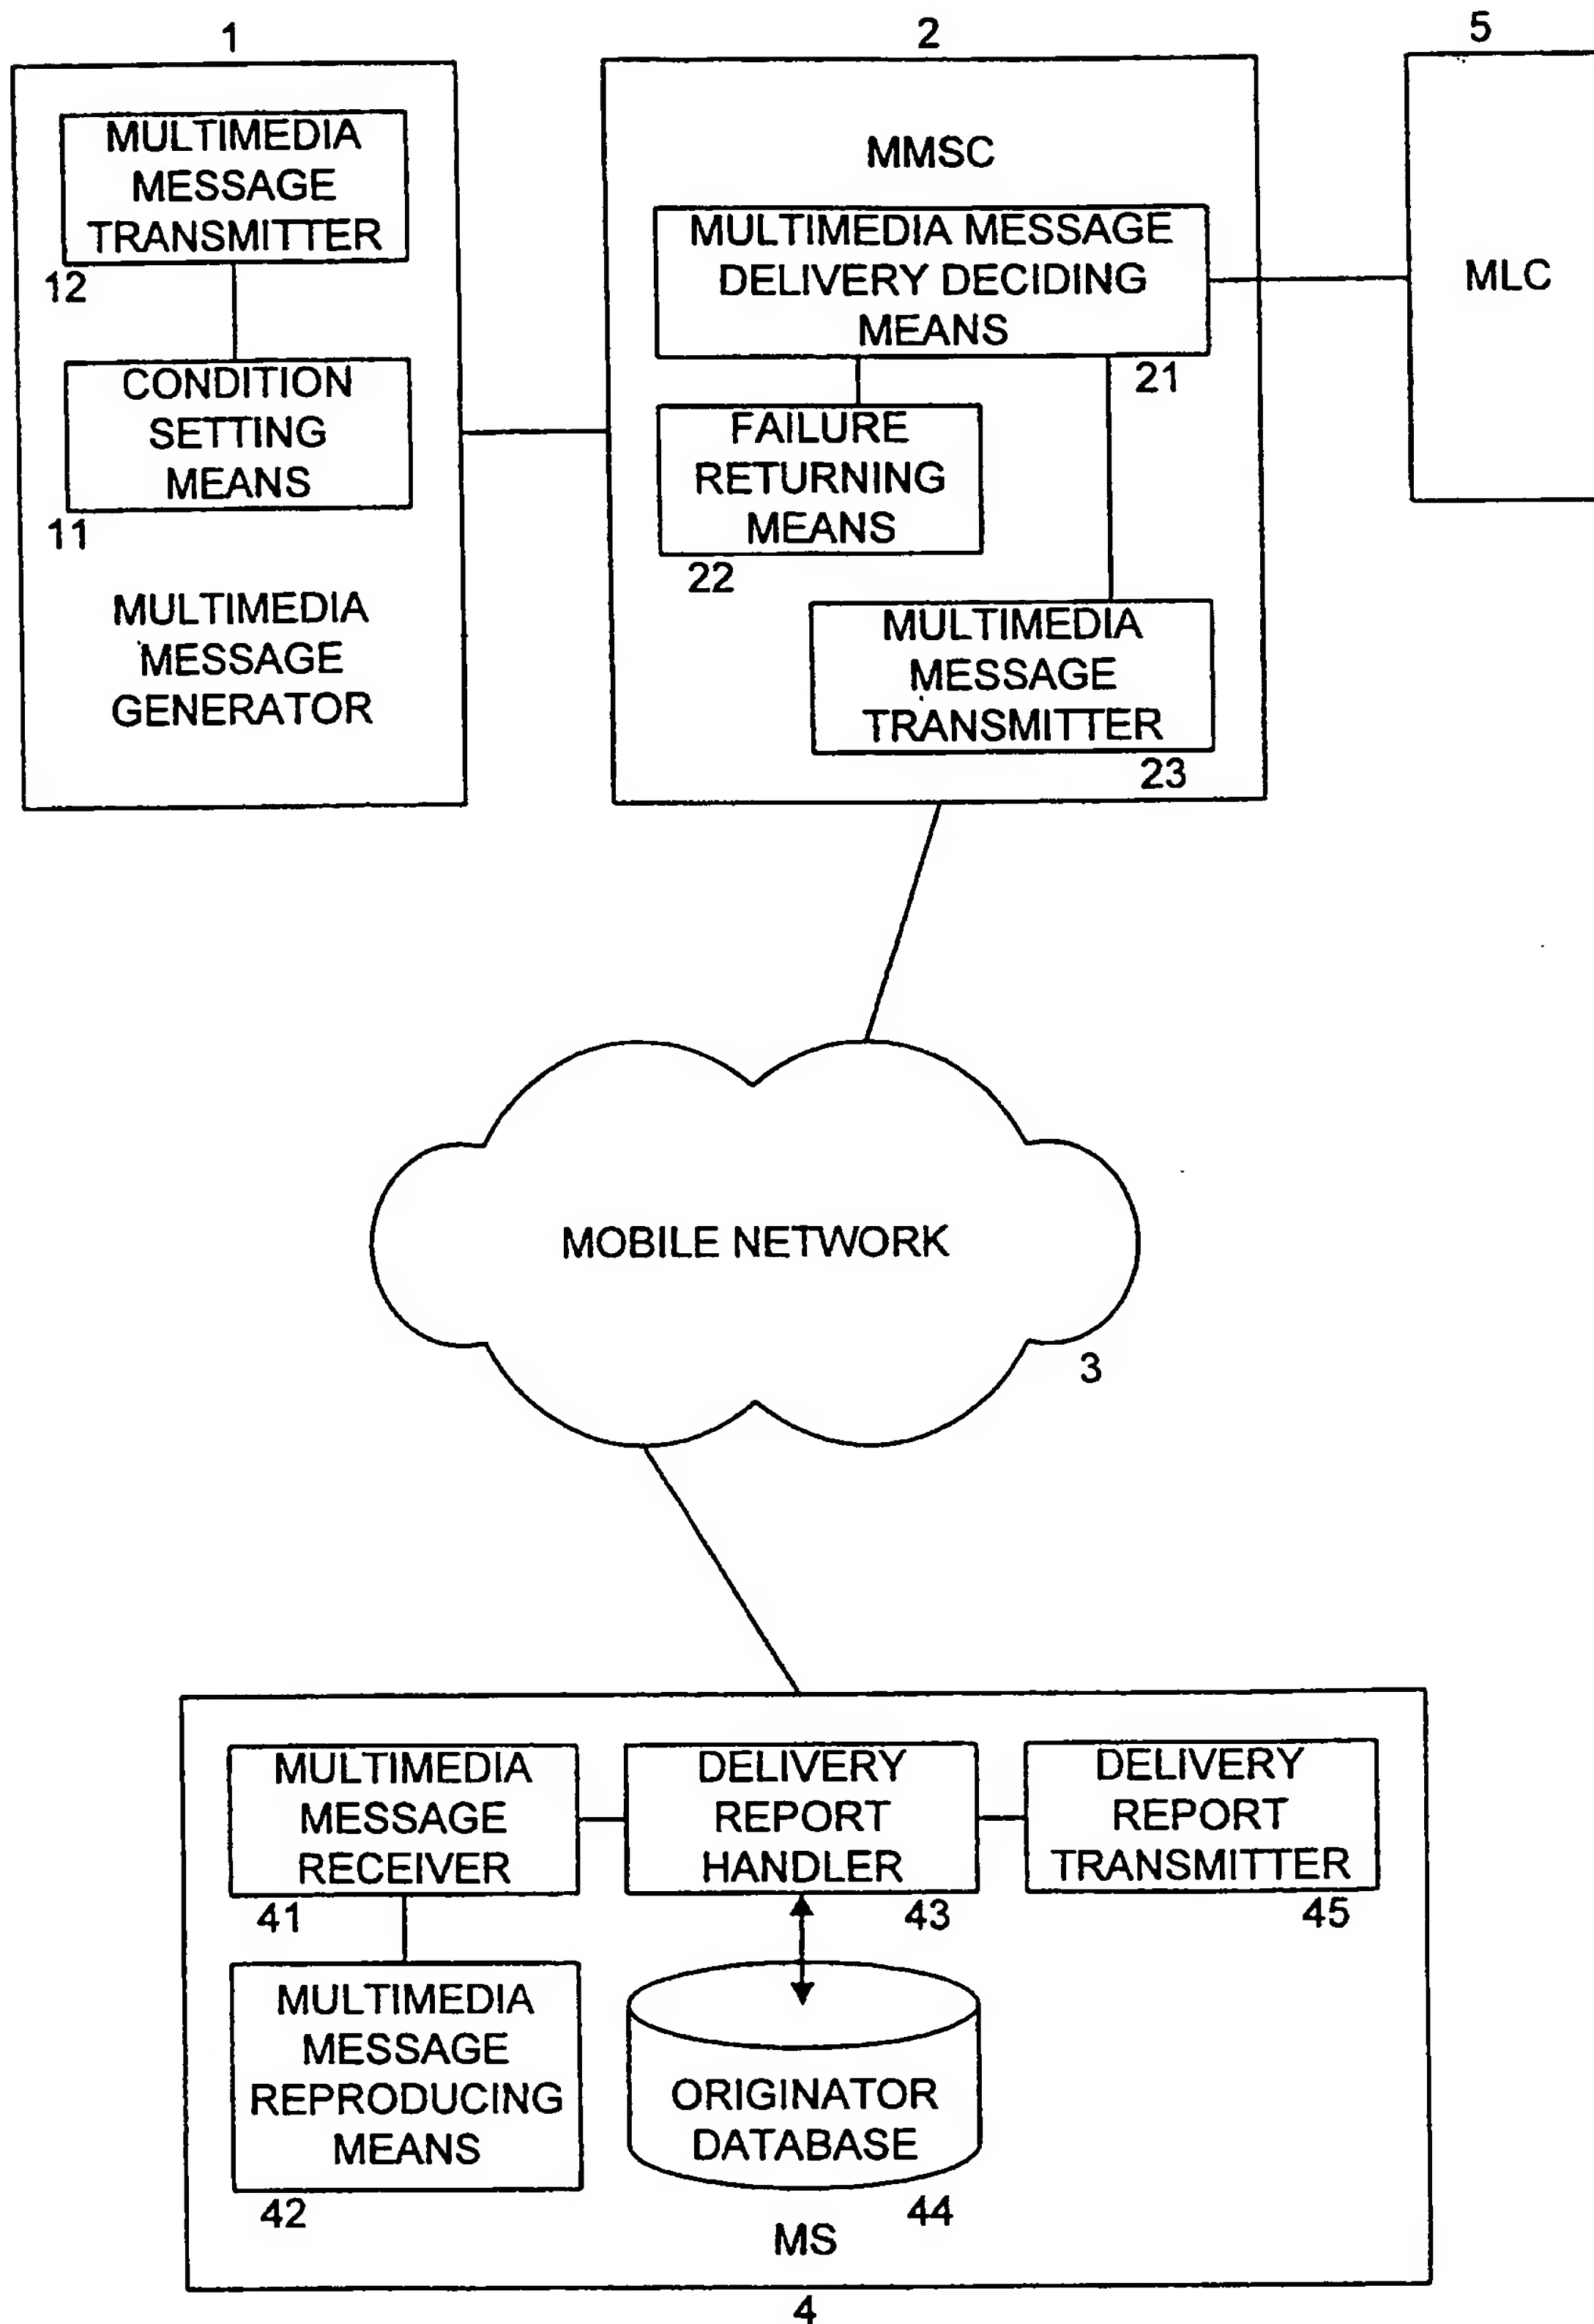 1
MULTIMEDIA
MESSAGE
TRANSMITTER
12
CONDITION
SETTING
MEANS
11
MULTIMEDIA
MESSAGE
GENERATOR
2
MMSC
MULTIMEDIA MESSAGE
DELIVERY DECIDING
MEANS
21
FAILURE
RETURNING
MEANS
22
MULTIMEDIA
MESSAGE
TRANSMITTER
23
5
MLC
MOBILE NETWORK
3
MULTIMEDIA
MESSAGE
RECEIVER
41
DELIVERY
REPORT
HANDLER
43
DELIVERY
REPORT
TRANSMITTER
45
MULTIMEDIA
MESSAGE
REPRODUCING
MEANS
42
ORIGINATOR
DATABASE
44
MS
4